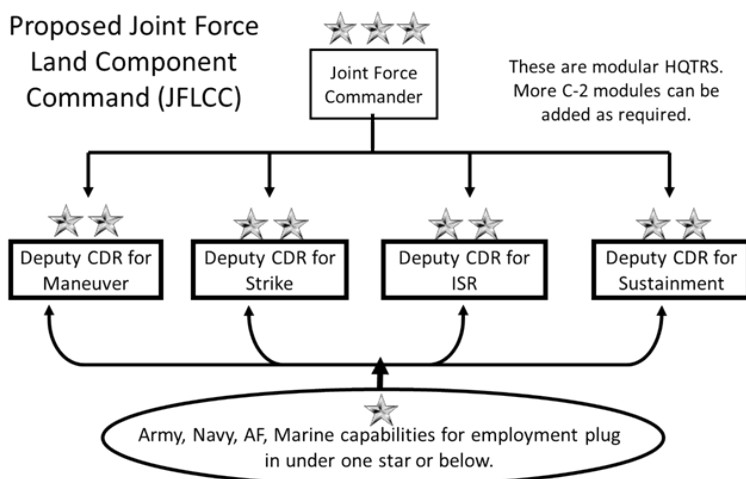 Proposed Joint Force
Land Component
Command (JFLCC)
Joint Force
Commander
These are modular HQTRS.
More C-2 modules can be
added as required.
Deputy CDR for
Maneuver
Deputy CDR for
Strike
Deputy CDR for
ISR
Deputy CDR for
Sustainment
Army, Navy, AF, Marine capabilities for employment plug
in under one star or below.